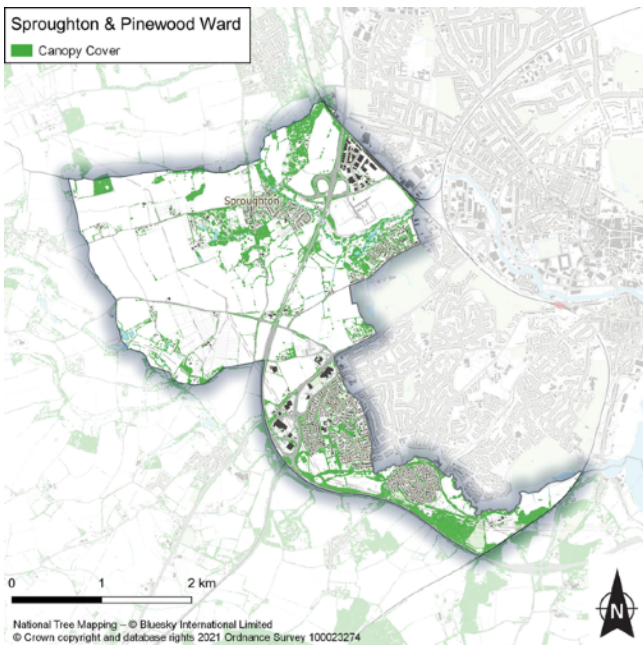 Sproughton & Pinewood Ward
Canopy Cover
Sproughton
0 1 2 km
N
National Tree Mapping – © Bluesky International Limited
© Crown copyright and database rights 2021 Ordnance Survey 100023274